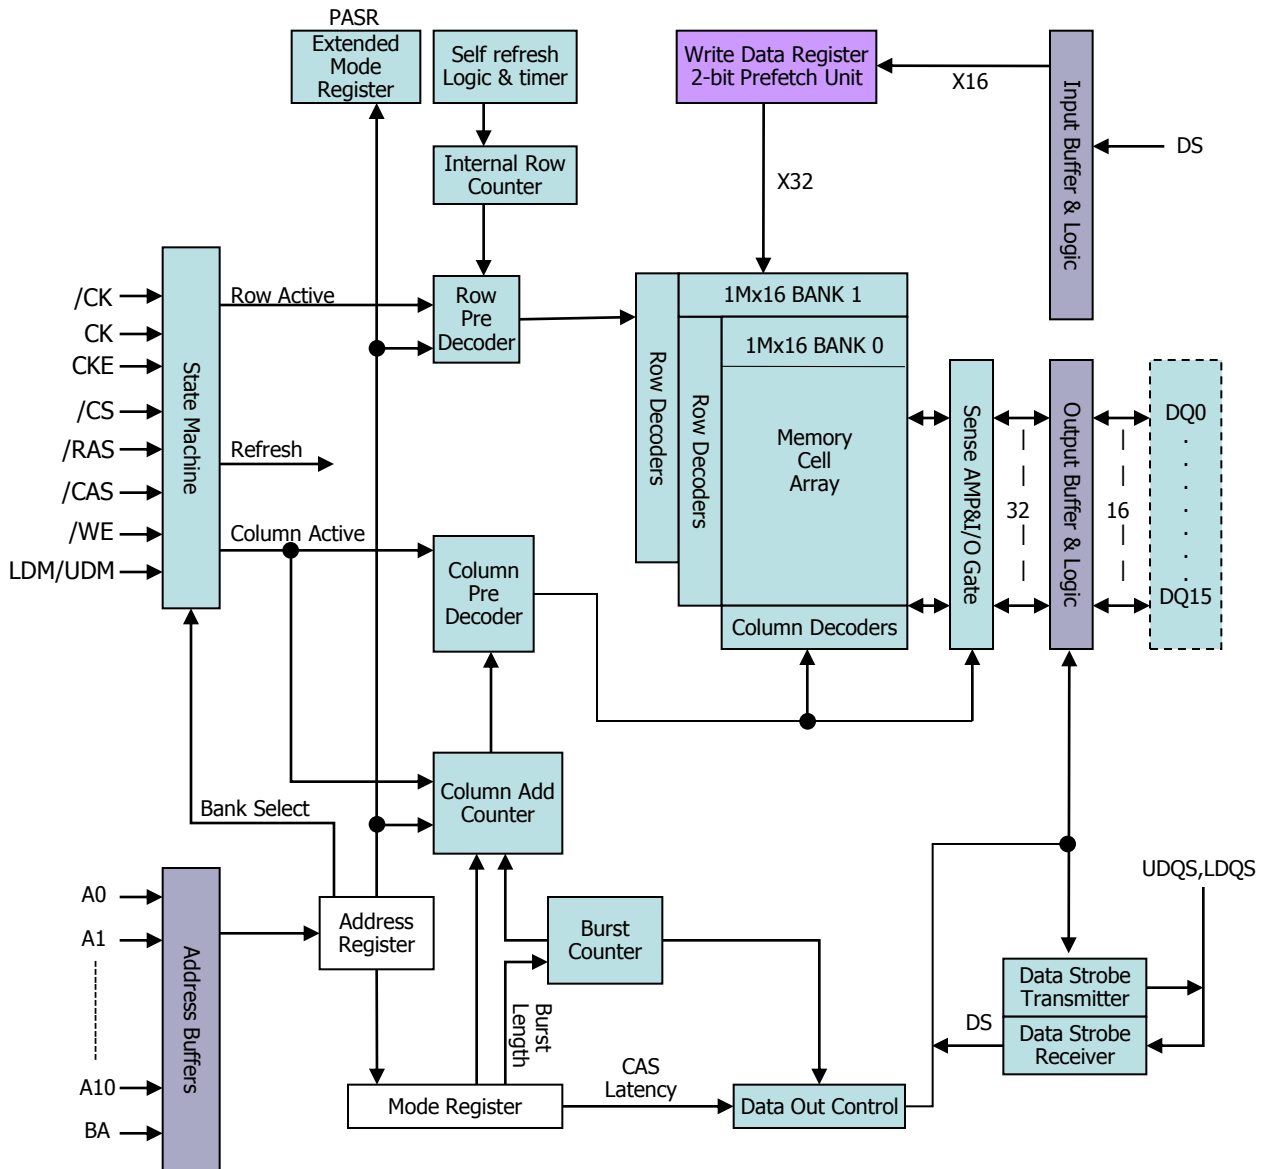 PASR
Extended
Mode
Register
Self refresh
Logic & timer
Write Data Register
2-bit Prefetch Unit
X16
Input Buffer & Logic
DS
Internal Row
Counter
X32
/CK
CK
CKE
/CS
/RAS
/CAS
/WE
LDM/UDM
State Machine
Row Active
Refresh
Column Active
Row
Pre
Decoder
Row Decoders
Row Decoders
1Mx16 BANK 1
1Mx16 BANK 0
Memory
Cell
Array
Column Decoders
Sense AMP&I/O Gate
32
Output Buffer & Logic
16
DQ0
.
.
.
.
.
.
DQ15
Column
Pre
Decoder
Bank Select
Column Add
Counter
A0
A1
A10
BA
Address Buffers
Address
Register
Burst
Counter
Burst
Length
Mode Register
CAS
Latency
Data Out Control
UDQS,LDQS
Data Strobe
Transmitter
DS
Data Strobe
Receiver